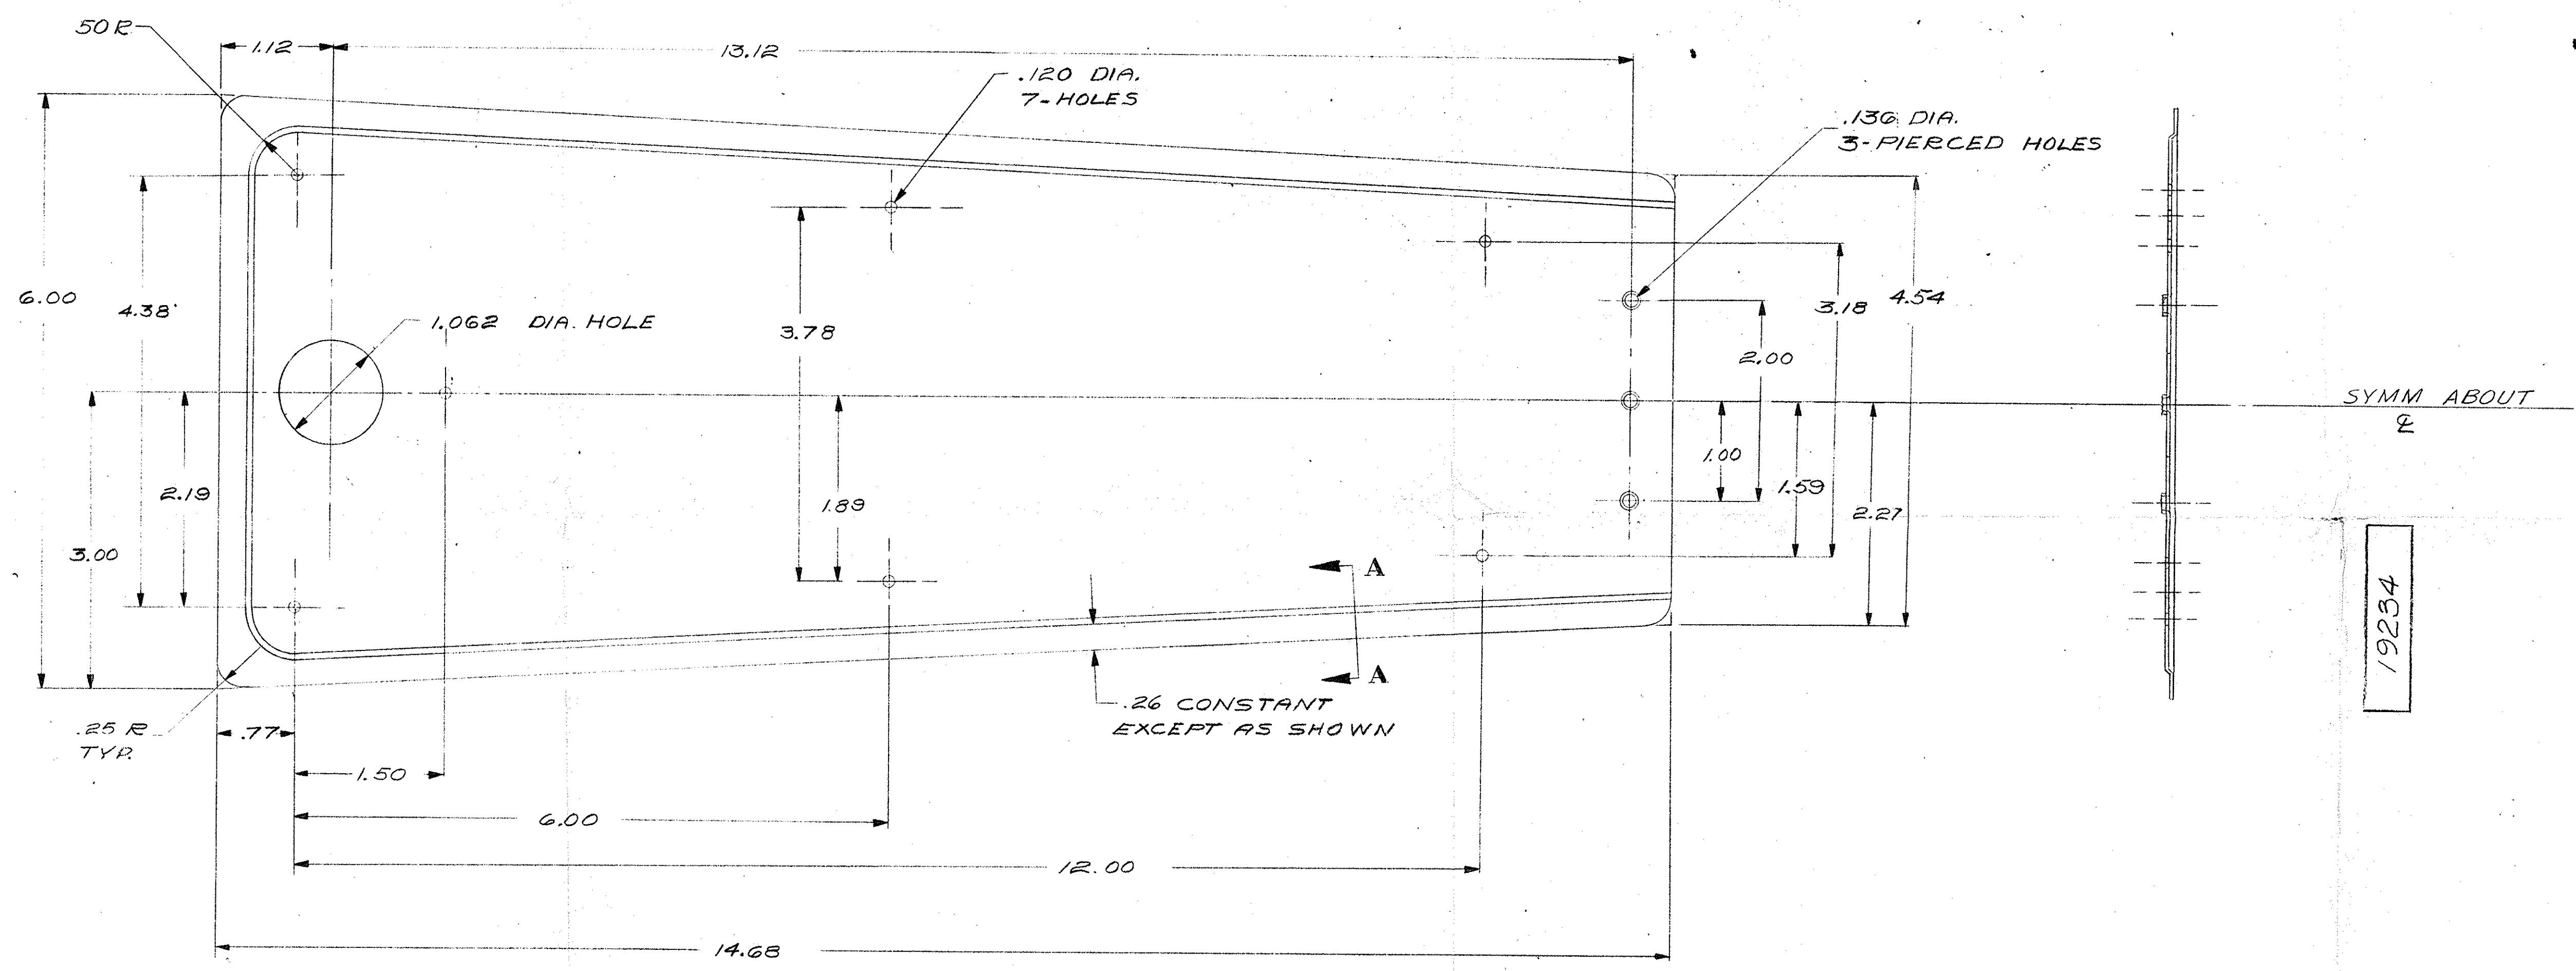 50 R
1.12
13.12
.120 DIA.
7-HOLES
.136 DIA.
3-PIERCED HOLES
6.00
4.38
1.062 DIA. HOLE
3.78
3.18
4.54
2.00
SYMM ABOUT
℄
1.00
2.19
1.89
1.59
2.27
3.00
A
19234
A
.26 CONSTANT
EXCEPT AS SHOWN
.25 R
TYP.
.77
1.50
6.00
12.00
14.68